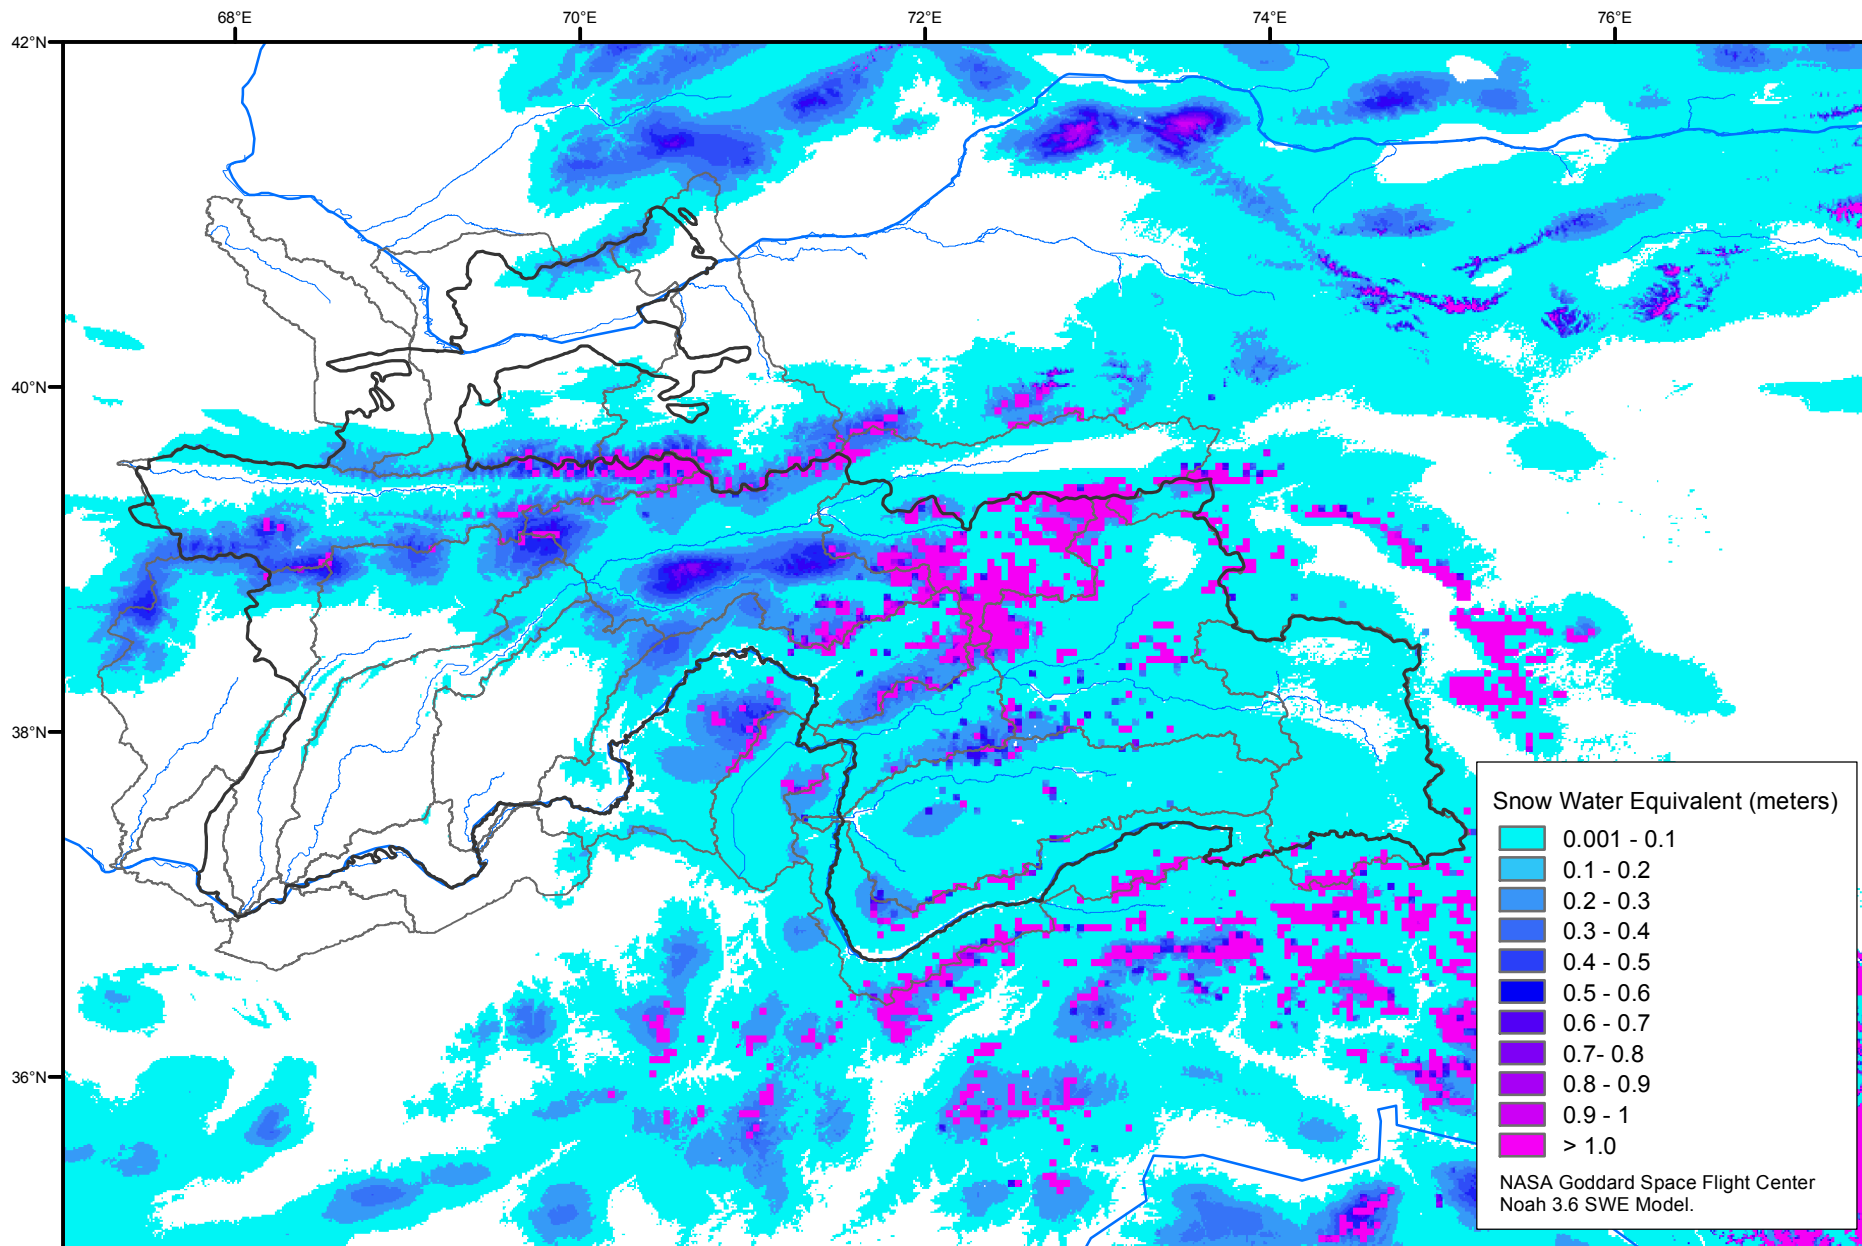 68°E
70°E
72°E
74°E
76°E
42°N
40°N
38°N
36°N
Snow Water Equivalent (meters)
0.001 - 0.1
0.1 - 0.2
0.2 - 0.3
0.3 - 0.4
0.4 - 0.5
0.5 - 0.6
0.6 - 0.7
0.7- 0.8
0.8 - 0.9
0.9 - 1
> 1.0
NASA Goddard Space Flight Center
Noah 3.6 SWE Model.